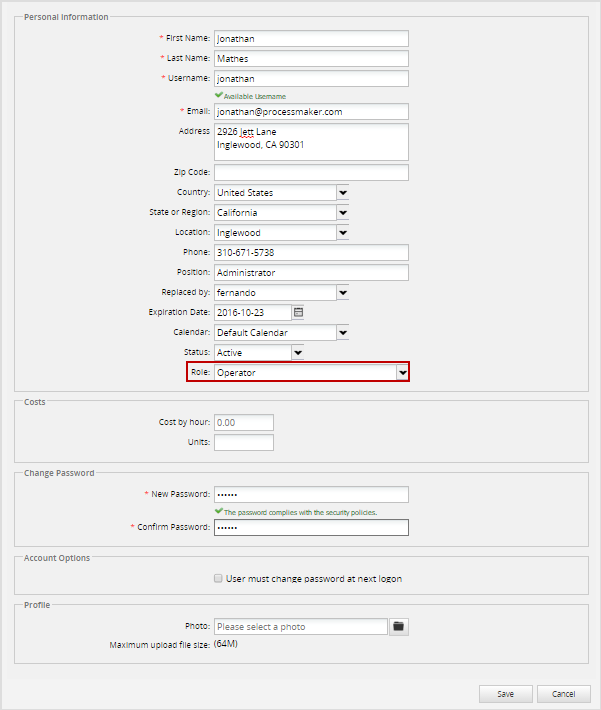 Personal Information
* First Name: Jonathan
* Last Name: Mathes
* Username: jonathan
Available Username
* Email: jonathan@processmaker.com
Address 2926 Jett Lane
Inglewood, CA 90301
Zip Code:
Country: United States
State or Region: California
Location: Inglewood
Phone: 310-671-5738
Position: Administrator
Replaced by: fernando
Expiration Date: 2016-10-23
Calendar: Default Calendar
Status: Active
Role: Operator
Costs
Cost by hour: 0.00
Units:
Change Password
* New Password: ••••••
The password complies with the security policies.
* Confirm Password: ••••••
Account Options
User must change password at next logon
Profile
Photo: Please select a photo
Maximum upload file size: (64M)
Save Cancel